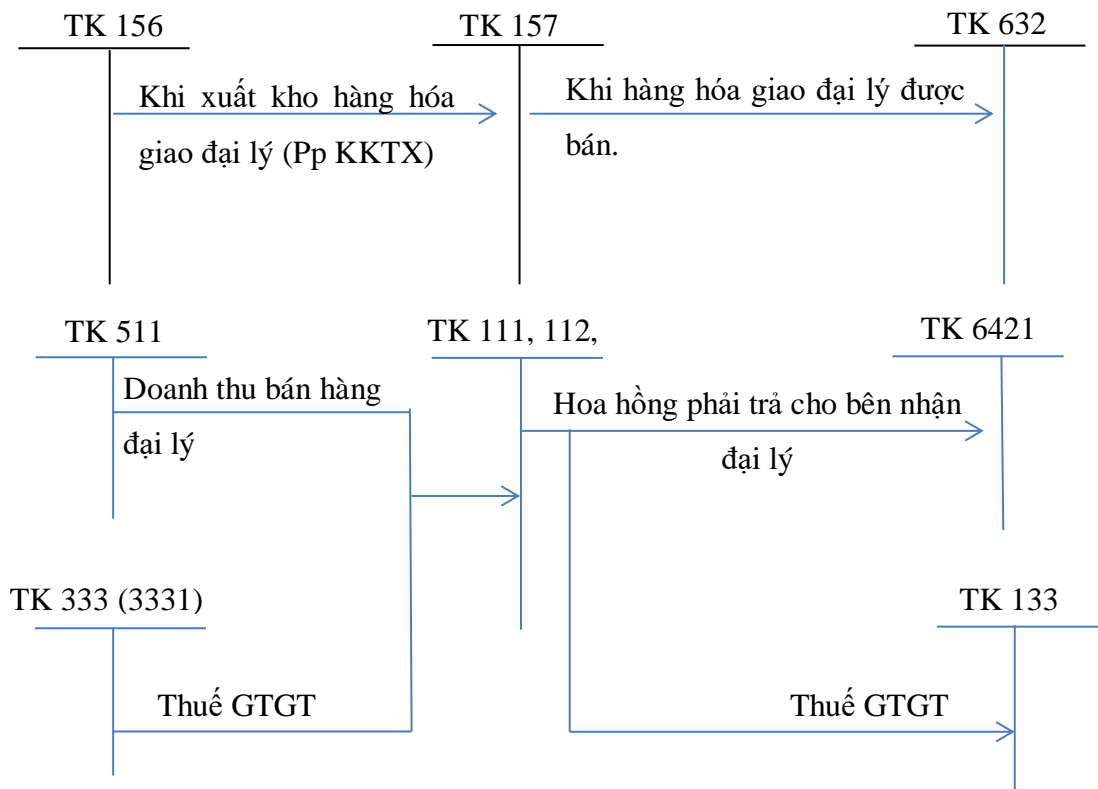 TK 156
TK 157
TK 632
Khi xuất kho hàng hóa
giao đại lý (Pp KKTX)
Khi hàng hóa giao đại lý được
bán.
TK 511
TK 111, 112,
TK 6421
Doanh thu bán hàng
đại lý
Hoa hồng phải trả cho bên nhận
đại lý
TK 333 (3331)
TK 133
Thuế GTGT
Thuế GTGT